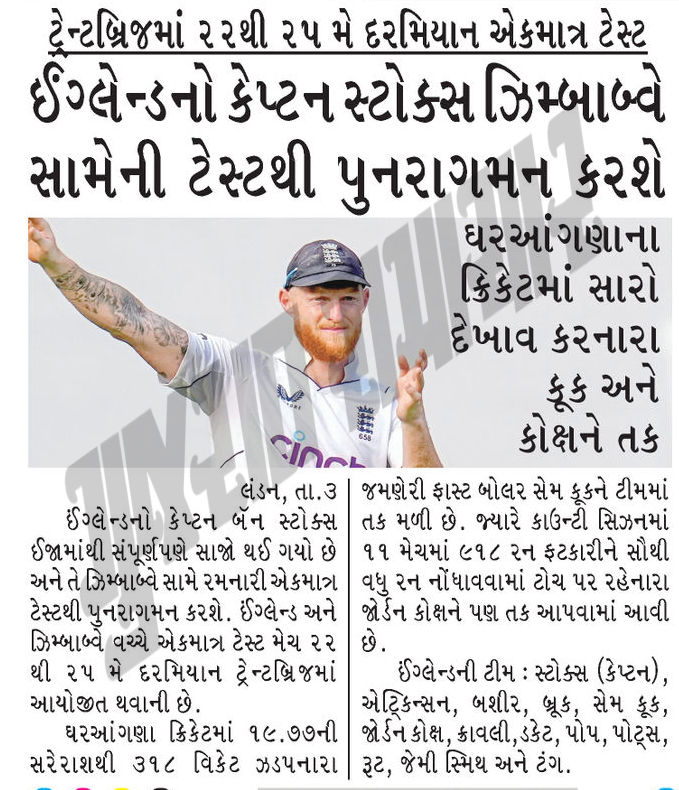 ટ્રેન્ટબ્રિજમાં ૨૨થી ૨૫ મે દરમિયાન એકમાત્ર ટેસ્ટ
ઈંગ્લેન્ડનો કેપ્ટન સ્ટોક્સ ઝિમ્બાબ્વે
સામેની ટેસ્ટથી પુનરાગમન કરશે
ઘરઆંગણાના
ક્રિકેટમાં સારો
દેખાવ કરનારા
કૂક અને
કોક્ષને તક
cinch
658
લંડન, તા.૩
ઈંગ્લેન્ડનો કેપ્ટન બૅન સ્ટોક્સ
ઈજામાંથી સંપૂર્ણપણે સાજો થઈ ગયો છે
અને તે ઝિમ્બાબ્વે સામે રમનારી એકમાત્ર
ટેસ્ટથી પુનરાગમન કરશે. ઈંગ્લેન્ડ અને
ઝિમ્બાબ્વે વચ્ચે એકમાત્ર ટેસ્ટ મેચ ૨૨
થી ૨૫ મે દરમિયાન ટ્રેન્ટબ્રિજમાં
આયોજીત થવાની છે.
ઘરઆંગણા ક્રિકેટમાં ૧૯.૭૭ની
સરેરાશથી ૩૧૮ વિકેટ ઝડપનારા
જમણેરી ફાસ્ટ બોલર સેમ કૂકને ટીમમાં
તક મળી છે. જ્યારે કાઉન્ટી સિઝનમાં
૧૧ મેચમાં ૯૧૮ રન ફટકારીને સૌથી
વધુ રન નોંધાવવામાં ટોચ પર રહેનારા
જોર્ડન કોક્ષને પણ તક આપવામાં આવી
છે.
ઈંગ્લેન્ડની ટીમ : સ્ટોક્સ (કેપ્ટન),
એટ્કિન્સન, બશીર, બ્રૂક, સેમ કૂક,
જોર્ડન કોક્ષ, ક્રાવલી,ડકેટ, પોપ, પોટ્સ,
રૂટ, જેમી સ્મિથ અને ટંગ.
ગુજરાત સમાચાર